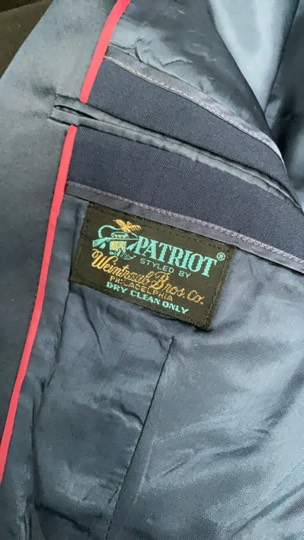 PATRIOT®
STYLED BY
Weintraub Bros. Co.
PHILADELPHIA
DRY CLEAN ONLY